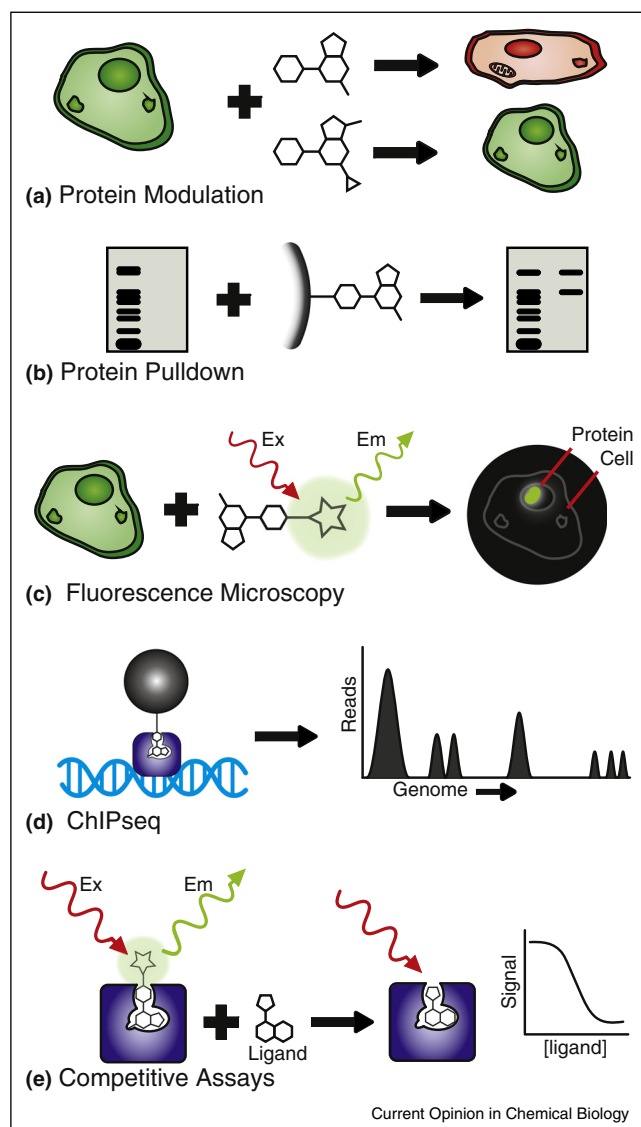 (a) Protein Modulation
(b) Protein Pulldown
Ex
Em
Protein
Cell
(c) Fluorescence Microscopy
Reads
Genome
(d) ChIPseq
Ex
Em
Ligand
Signal
[ligand]
(e) Competitive Assays
Current Opinion in Chemical Biology